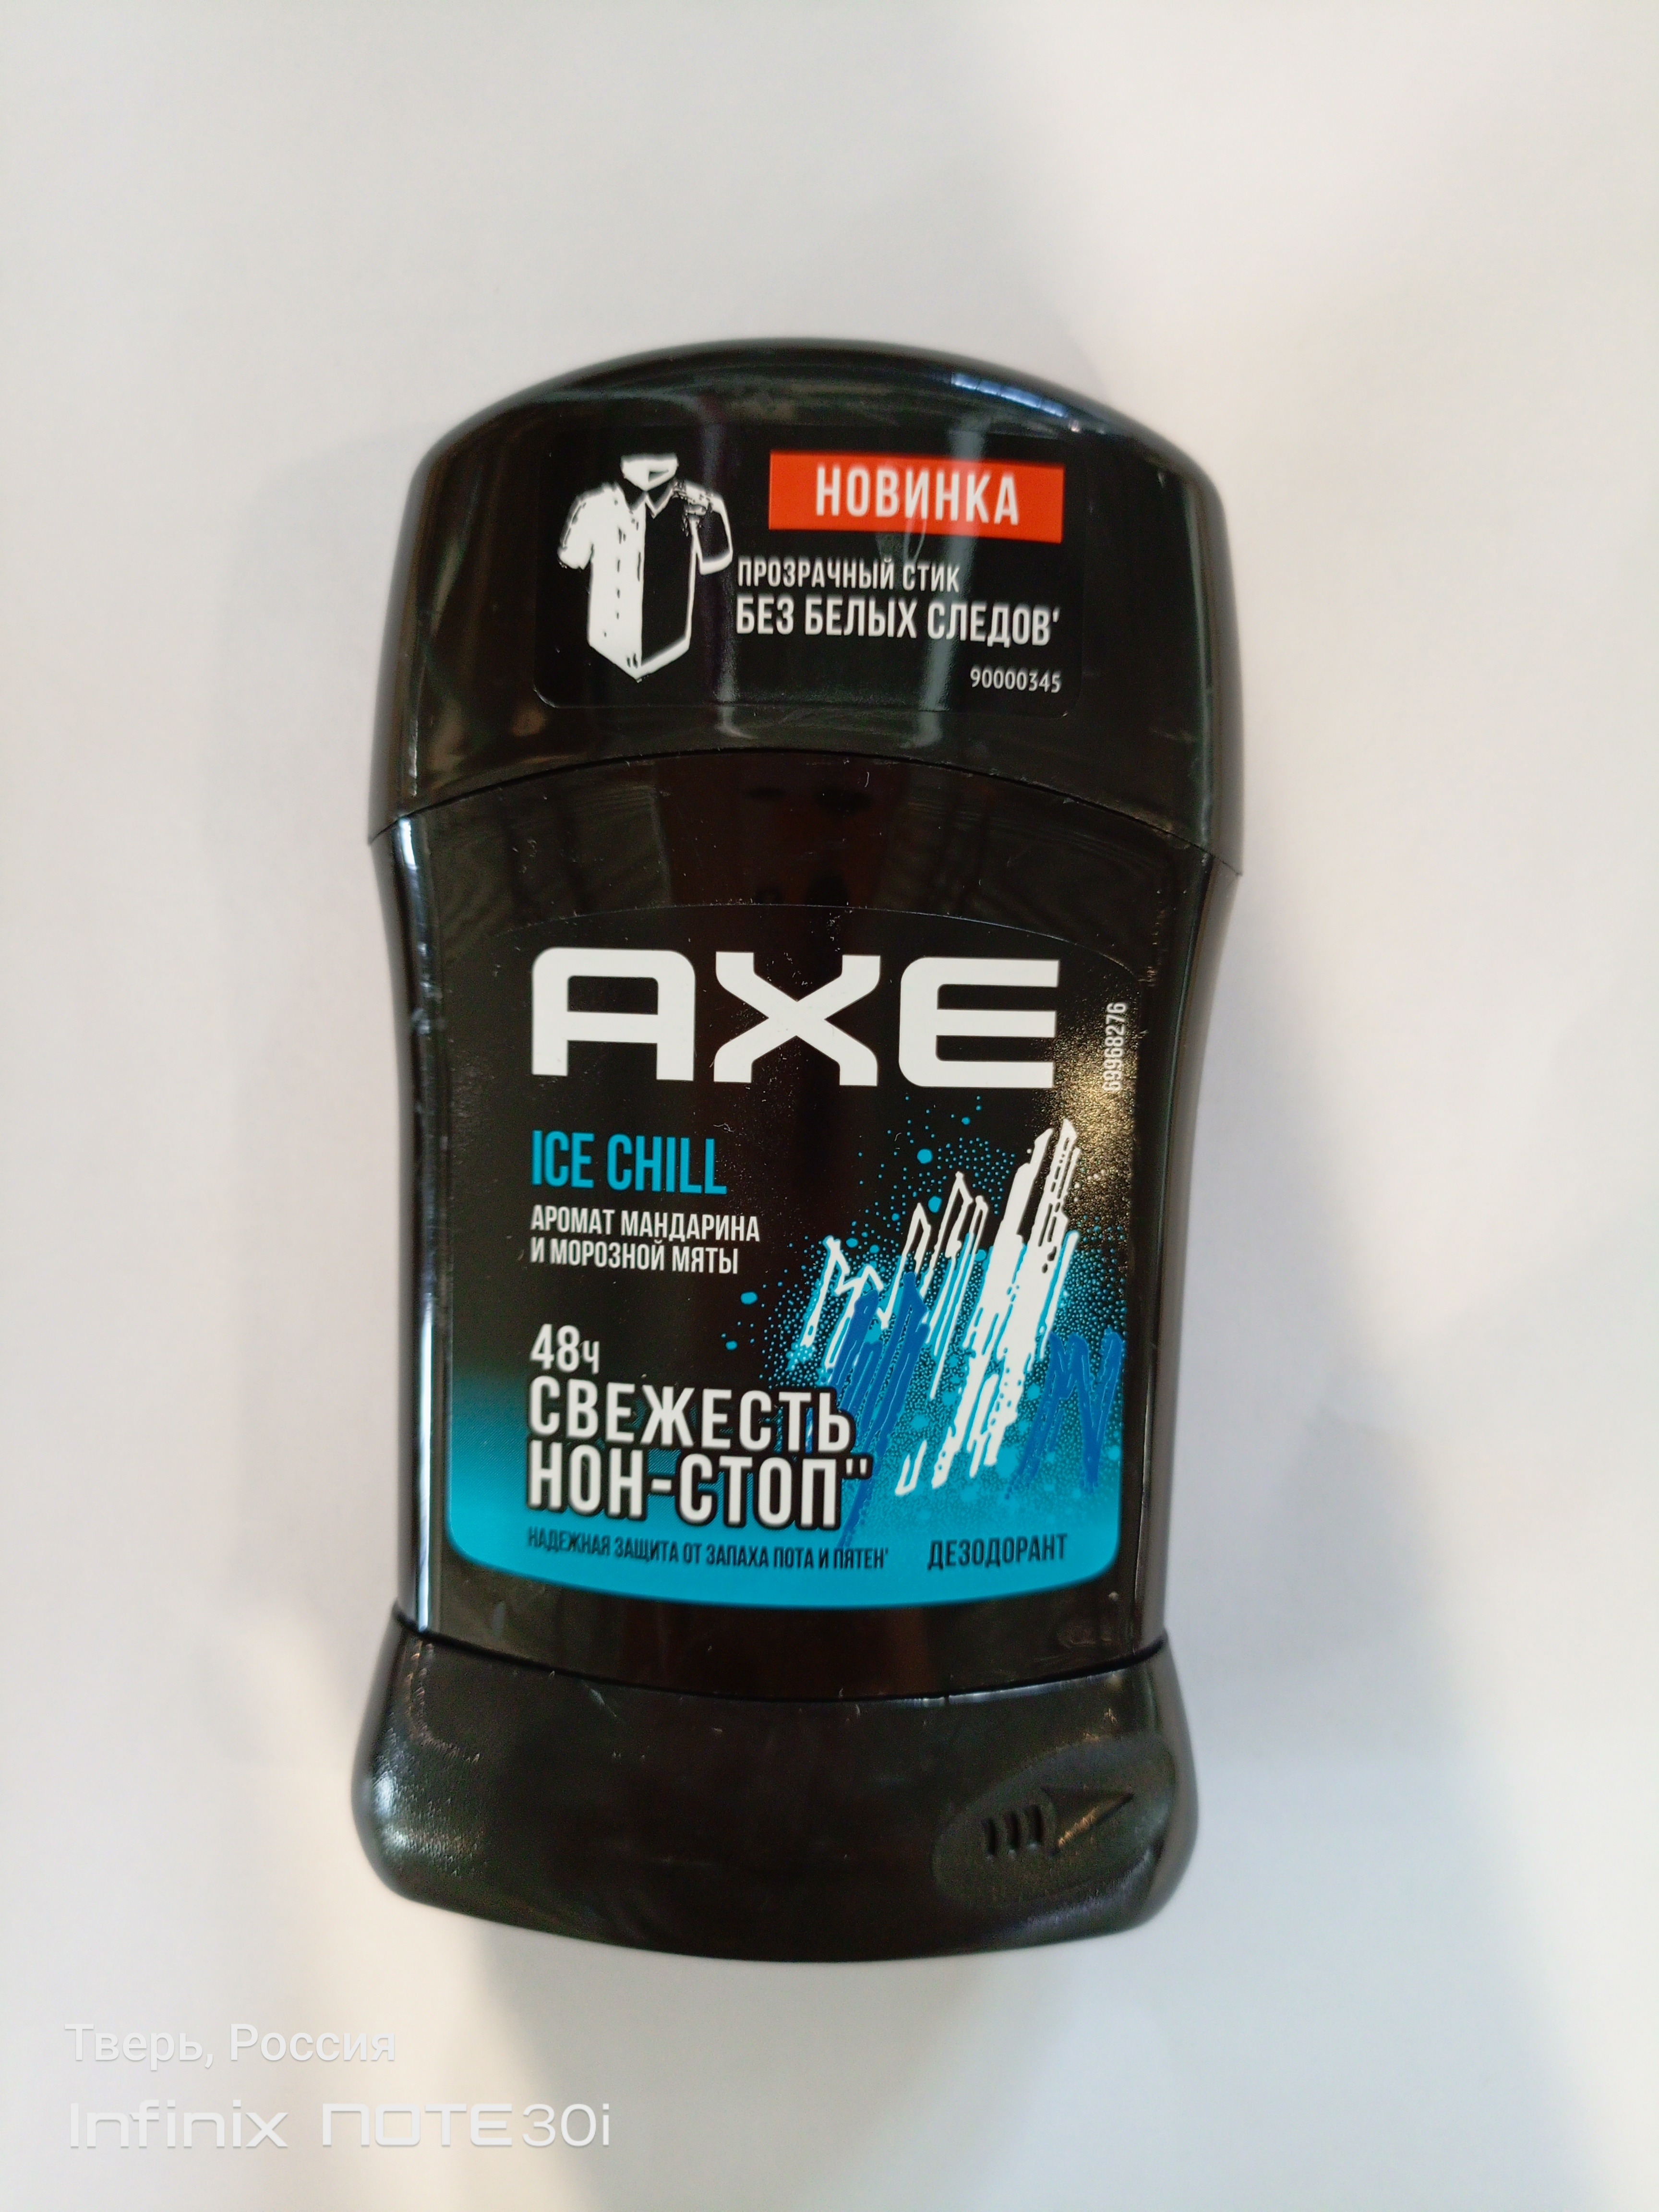 НОВИНКА
ПРОЗРАЧНЫЙ СТИК
БЕЗ БЕЛЫХ СЛЕДОВ'
90000345
AXE
69968276
ICE CHILL
АРОМАТ МАНДАРИНА
И МОРОЗНОЙ МЯТЫ
48ч
СВЕЖЕСТЬ
НОН-СТОП''
НАДЕЖНАЯ ЗАЩИТА ОТ ЗАПАХА ПОТА И ПЯТЕН'
ДЕЗОДОРАНТ
Тверь, Россия
Infinix NOTE 30i